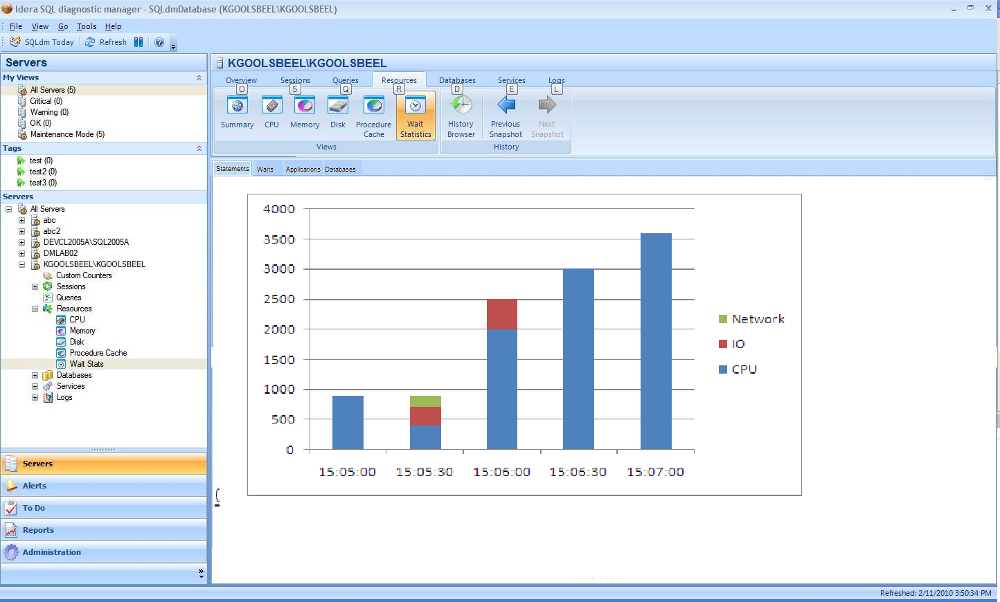 Idera SQL diagnostic manager - SQLdmDatabase (KGOOLSBEEL\KGOOLSBEEL)
File View Go Tools Help
SQLdm Today Refresh
Servers
My Views
All Servers (5)
Critical (0)
Warning (0)
OK (0)
Maintenance Mode (5)
Tags
test (0)
test2 (0)
test3 (0)
Servers
All Servers
abc
abc2
DEVCL2005A\SQL2005A
DMLAB02
KGOOLSBEEL\KGOOLSBEEL
Custom Counters
Sessions
Queries
Resources
CPU
Memory
Disk
Procedure Cache
Wait Stats
Databases
Services
Logs
Servers
Alerts
To Do
Reports
Administration
KGOOLSBEEL\KGOOLSBEEL
Overview Sessions Queries Resources Databases Services Logs
O S Q R D E L
Summary CPU Memory Disk Procedure Cache Wait Statistics History Browser Previous Snapshot Next Snapshot
Views History
Statements Waits Applications Databases
4000
3500
3000
2500
2000
1500
1000
500
0
15:05:00 15:05:30 15:06:00 15:06:30 15:07:00
Network
IO
CPU
Refreshed: 2/11/2010 3:50:34 PM